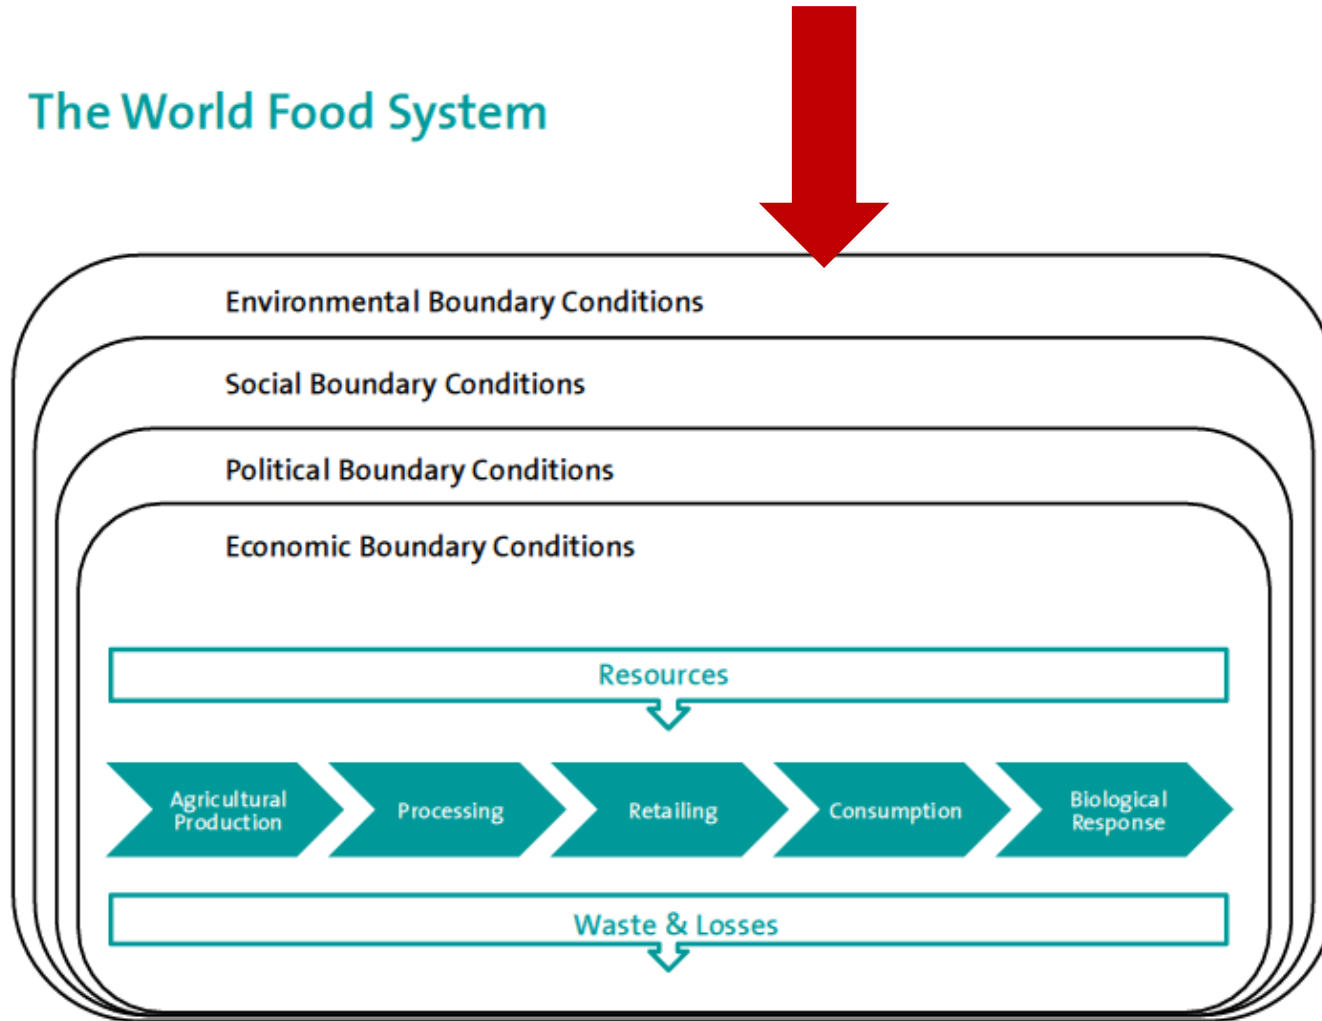 The World Food System
Environmental Boundary Conditions
Social Boundary Conditions
Political Boundary Conditions
Economic Boundary Conditions
Resources
Agricultural
Production
Processing
Retailing
Consumption
Biological
Response
Waste & Losses